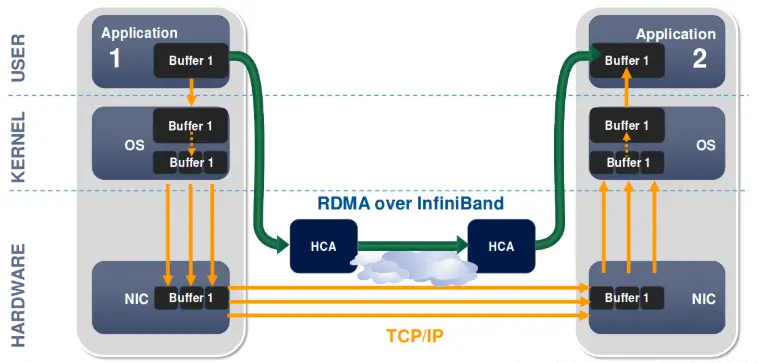 USER
Application
1
Buffer 1
Application
2
Buffer 1
KERNEL
OS
Buffer 1
Buffer 1
Buffer 1
Buffer 1
OS
RDMA over InfiniBand
HCA
HCA
HARDWARE
NIC
Buffer 1
Buffer 1
NIC
TCP/IP